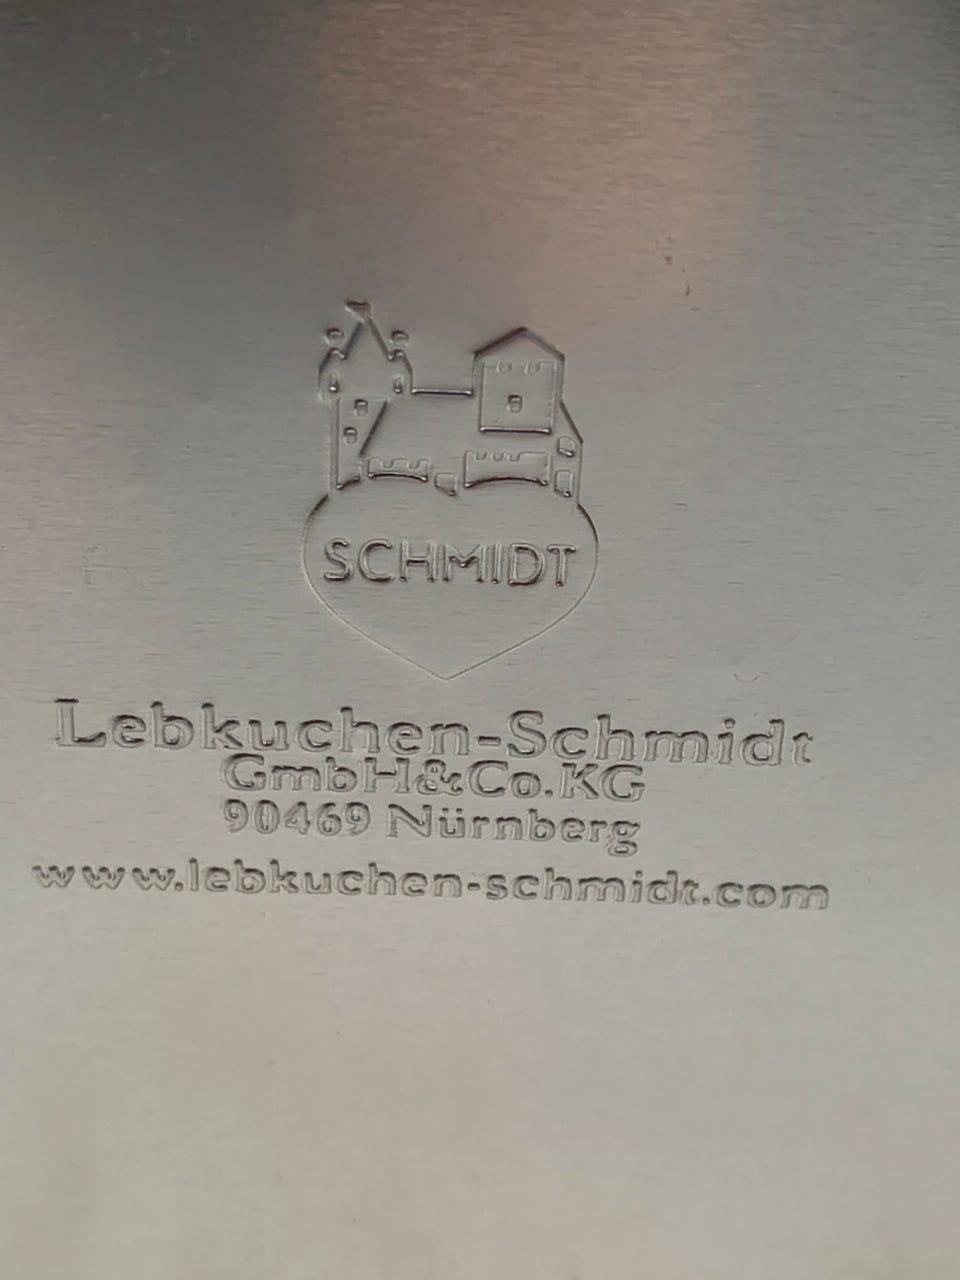 SCHMIDT
Lebkuchen-Schmidt
GmbH&Co.KG
90469 Nürnberg
www.lebkuchen-schmidt.com